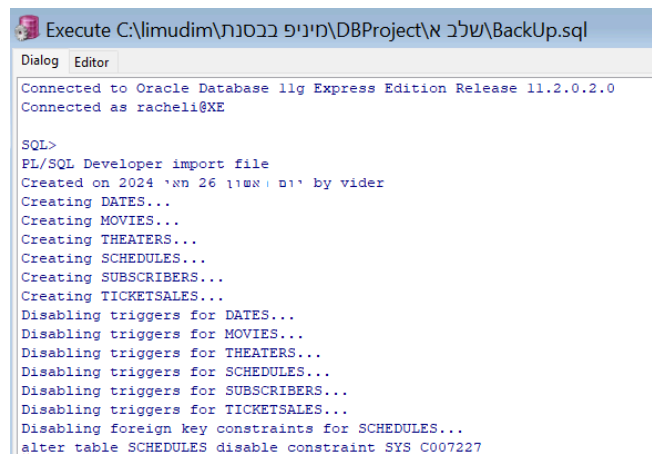 Execute C:\limudim\מיניפ בבסנת\DBProject\שלב א\BackUp.sql
Dialog Editor
Connected to Oracle Database 11g Express Edition Release 11.2.0.2.0
Connected as racheli@XE
SQL>
PL/SQL Developer import file
Created on יום ראשון 26 מאי 2024 by vider
Creating DATES...
Creating MOVIES...
Creating THEATERS...
Creating SCHEDULES...
Creating SUBSCRIBERS...
Creating TICKETSALES...
Disabling triggers for DATES...
Disabling triggers for MOVIES...
Disabling triggers for THEATERS...
Disabling triggers for SCHEDULES...
Disabling triggers for SUBSCRIBERS...
Disabling triggers for TICKETSALES...
Disabling foreign key constraints for SCHEDULES...
alter table SCHEDULES disable constraint SYS C007227